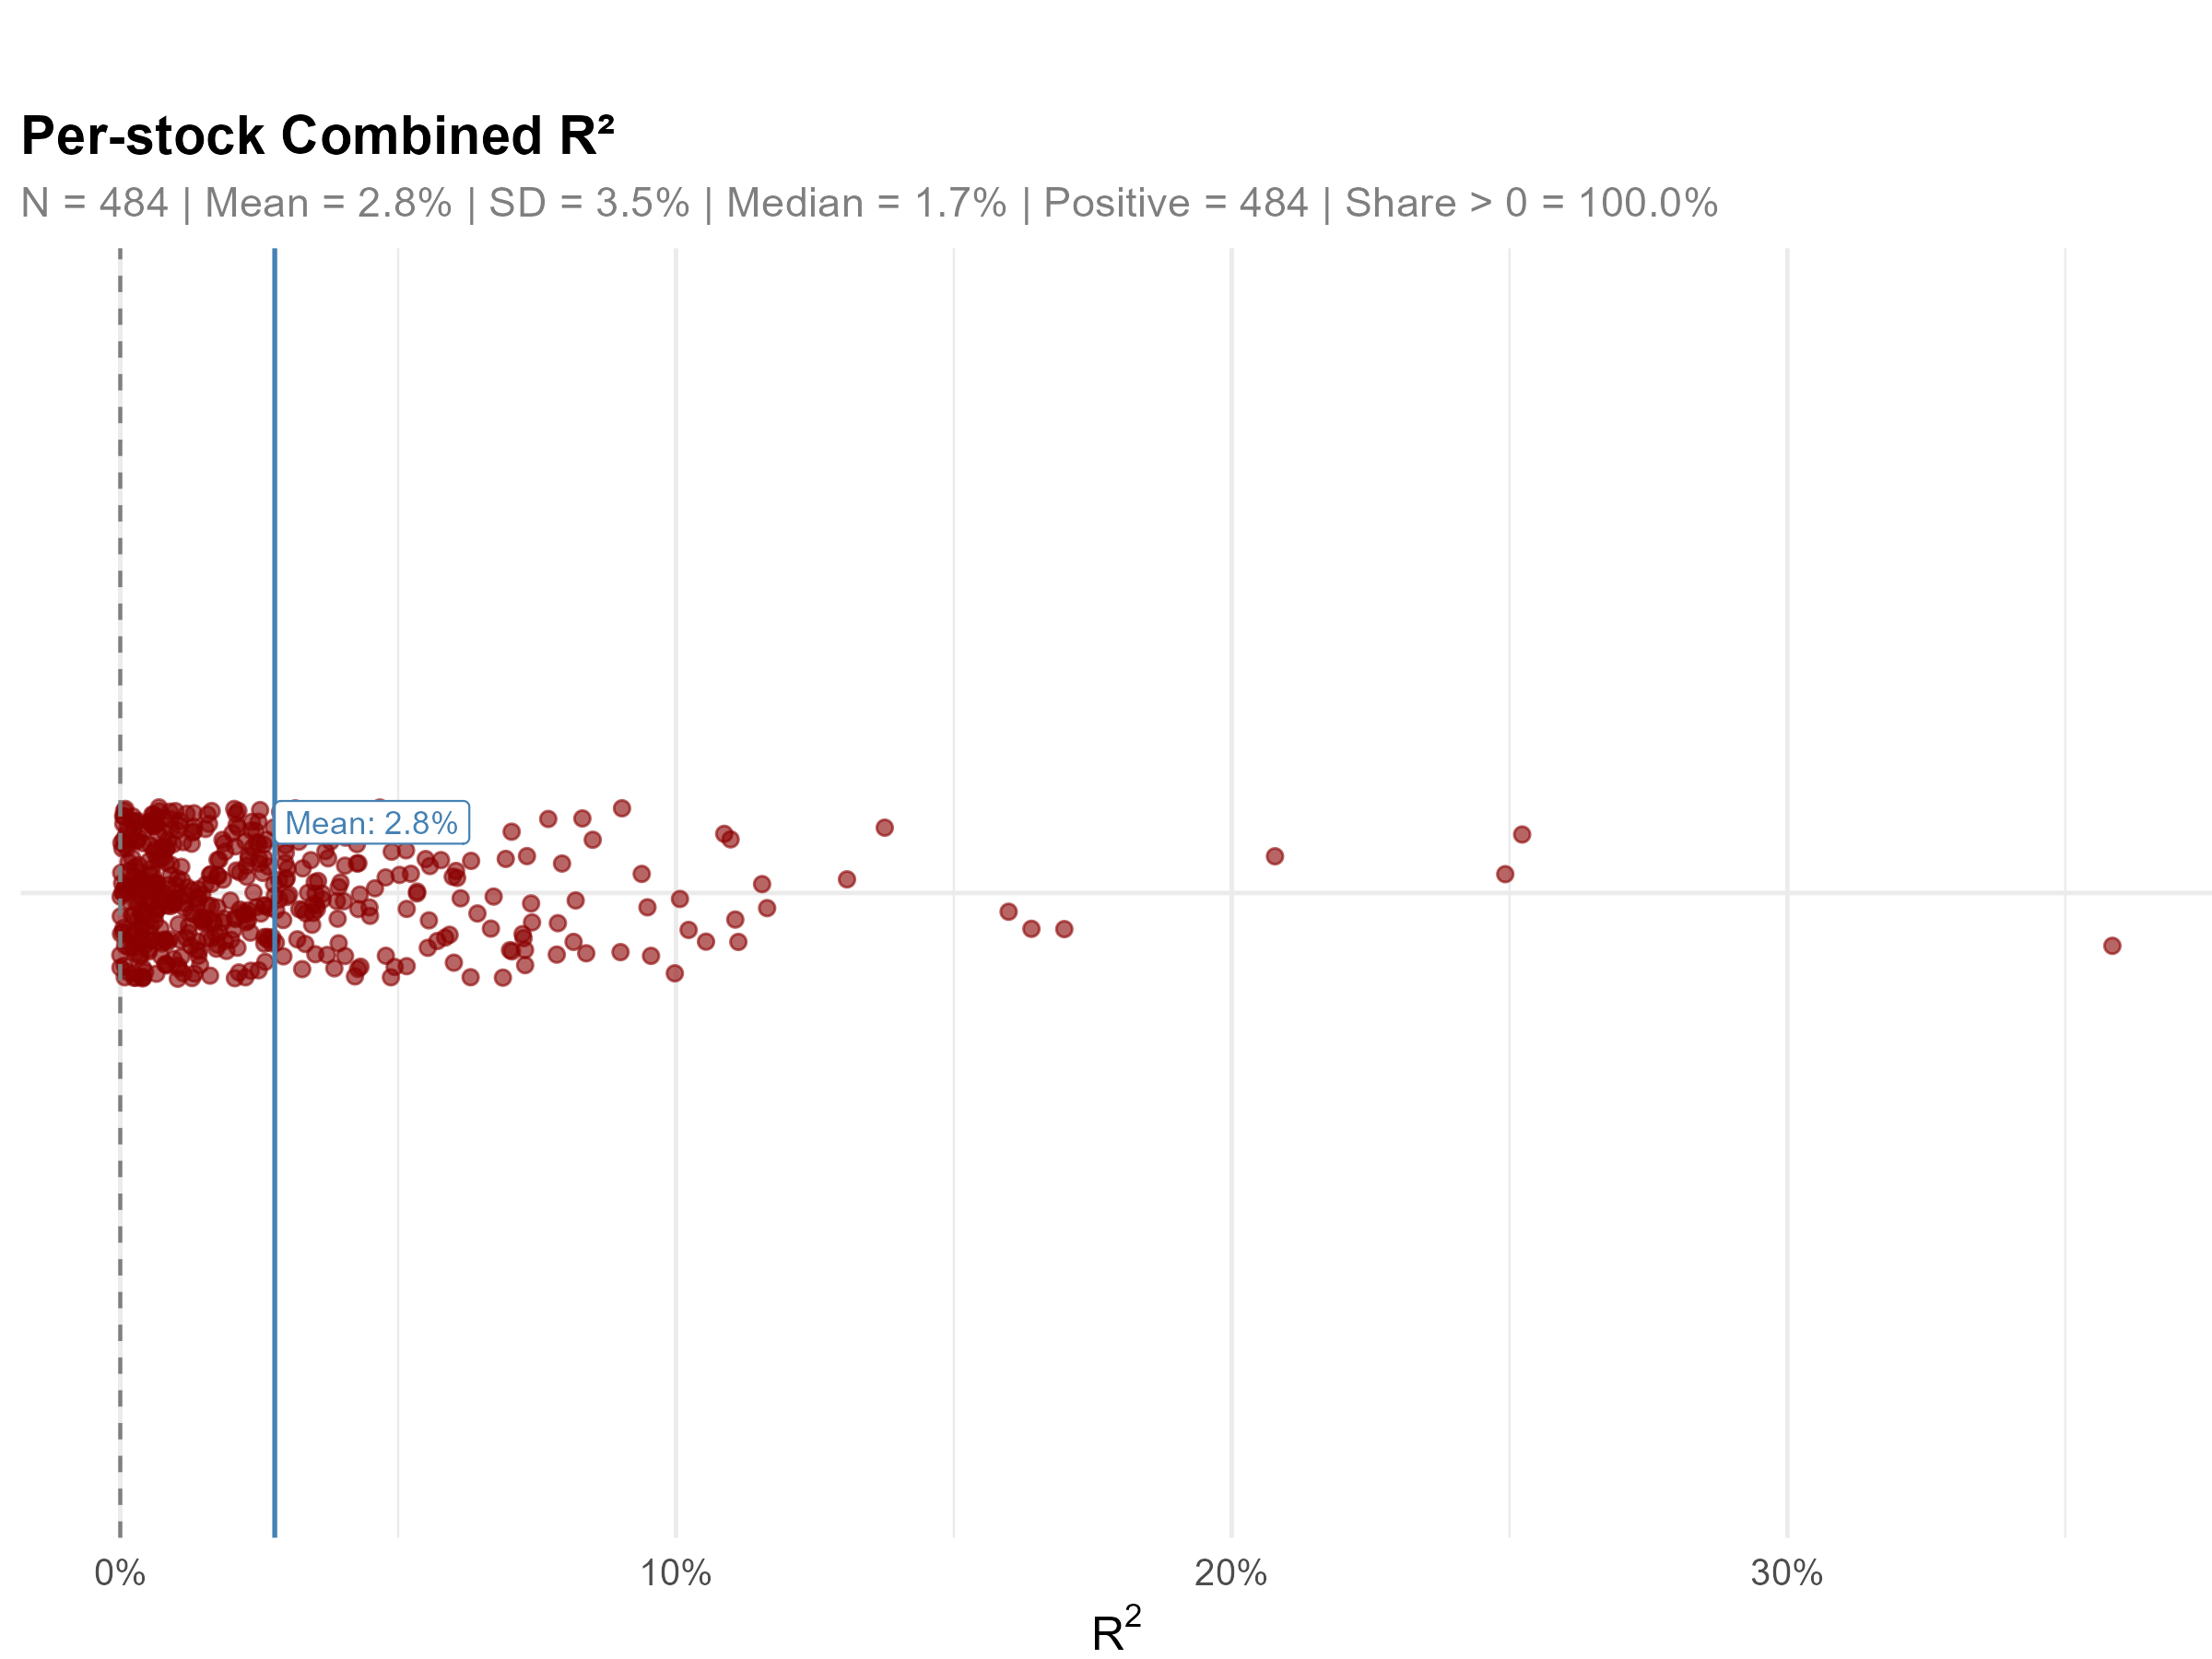 Per-stock Combined R²
N = 484 | Mean = 2.8% | SD = 3.5% | Median = 1.7% | Positive = 484 | Share > 0 = 100.0%
Mean: 2.8%
0% 10% 20% 30%
R²